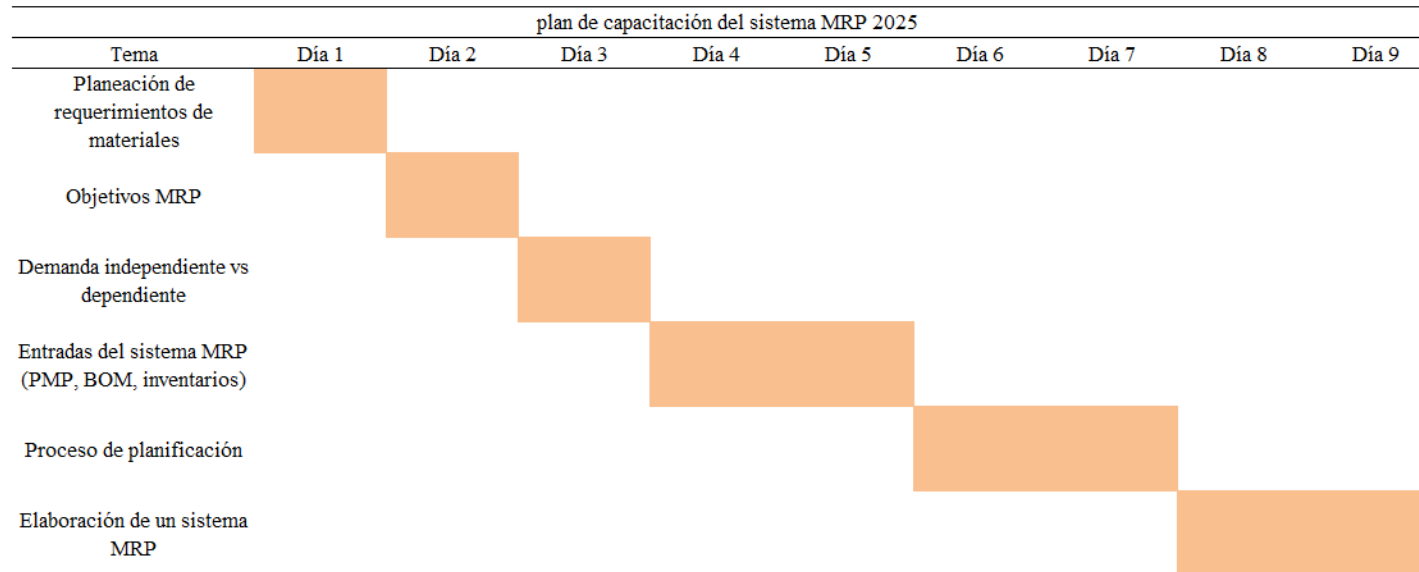 plan de capacitación del sistema MRP 2025
Tema Día 1 Día 2 Día 3 Día 4 Día 5 Día 6 Día 7 Día 8 Día 9
Planeación de
requerimientos de
materiales
Objetivos MRP
Demanda independiente vs
dependiente
Entradas del sistema MRP
(PMP, BOM, inventarios)
Proceso de planificación
Elaboración de un sistema
MRP